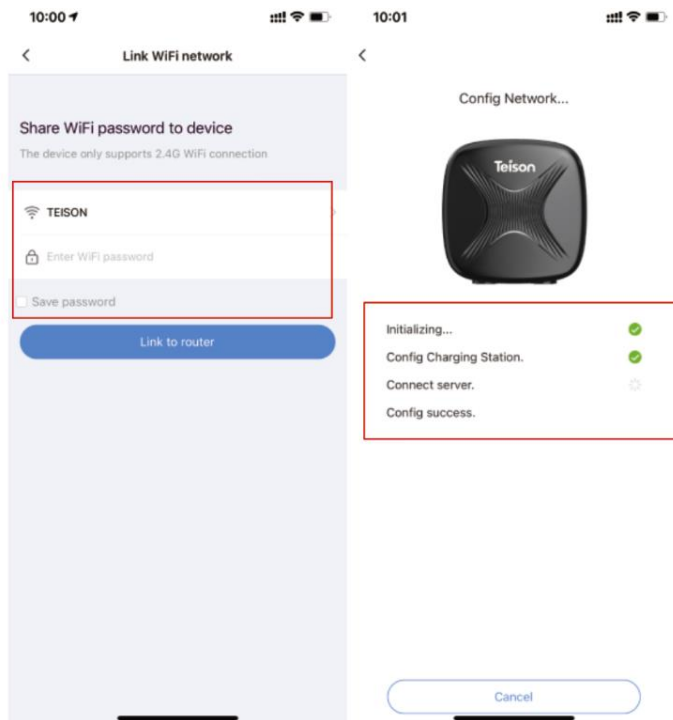 10:00
Link WiFi network
Share WiFi password to device
The device only supports 2.4G WiFi connection
TEISON
Enter WiFi password
Save password
Link to router
10:01
Config Network...
Teison
Initializing...
Config Charging Station.
Connect server.
Config success.
Cancel